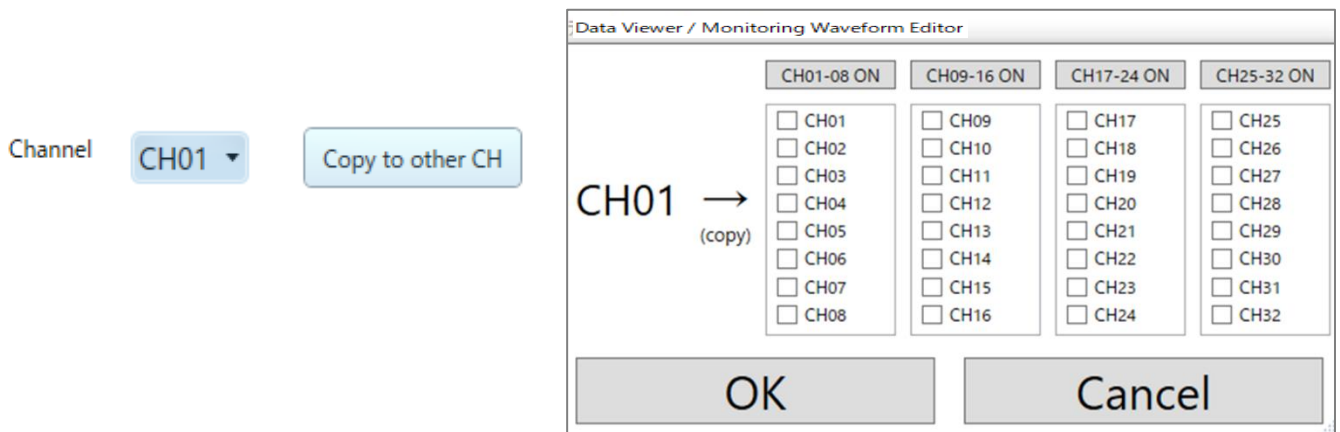 Channel
CH01
Copy to other CH
Data Viewer / Monitoring Waveform Editor
CH01-08 ON
CH09-16 ON
CH17-24 ON
CH25-32 ON
CH01 →
(copy)
CH01
CH02
CH03
CH04
CH05
CH06
CH07
CH08
CH09
CH10
CH11
CH12
CH13
CH14
CH15
CH16
CH17
CH18
CH19
CH20
CH21
CH22
CH23
CH24
CH25
CH26
CH27
CH28
CH29
CH30
CH31
CH32
OK
Cancel